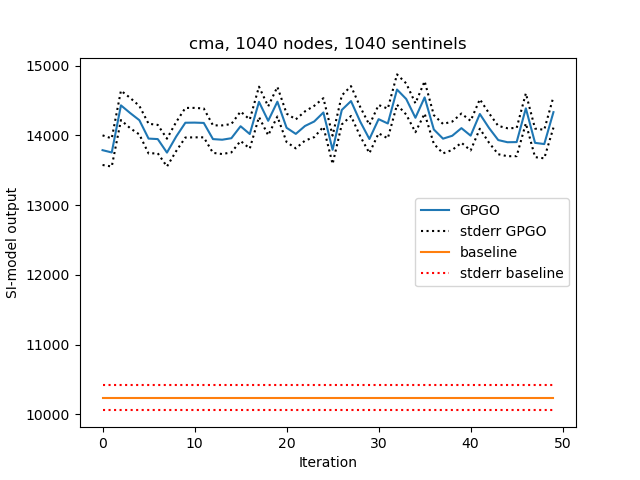 cma, 1040 nodes, 1040 sentinels
15000
14000
13000
12000
11000
10000
SI-model output
GPGO
stderr GPGO
baseline
stderr baseline
0 10 20 30 40 50
Iteration